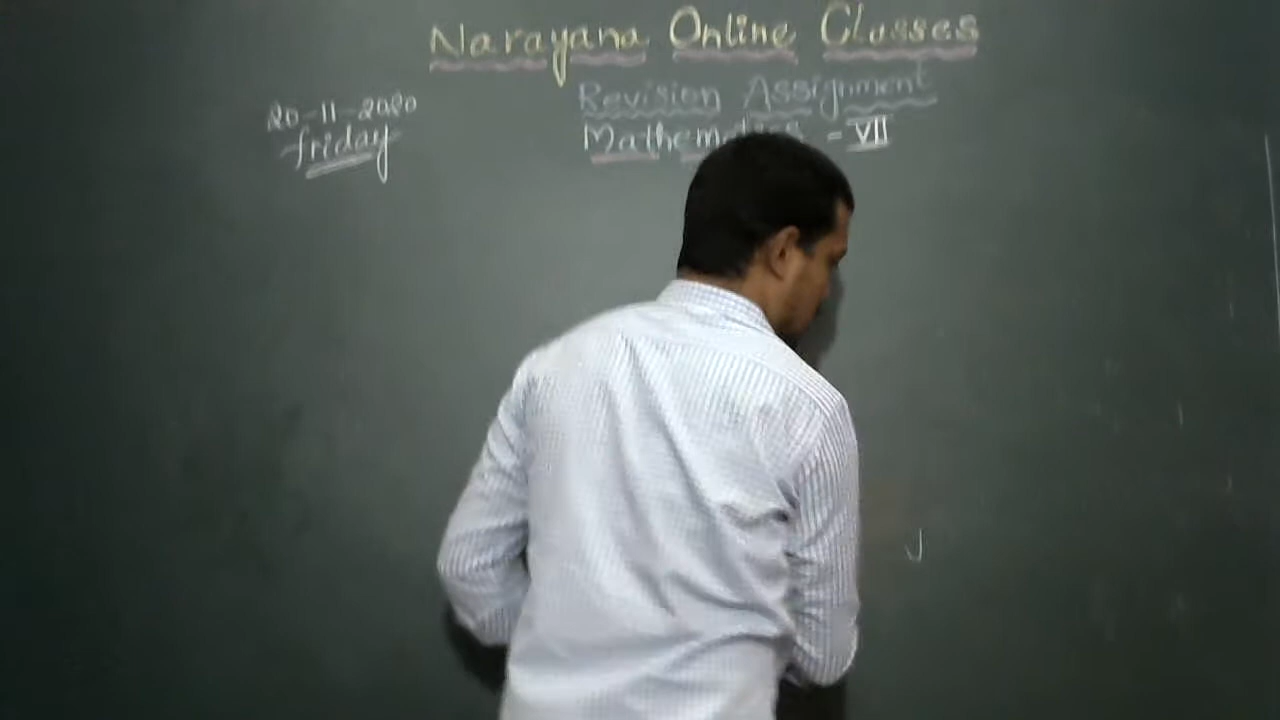 Narayana Online Classes
Revision Assignment
20-11-2020
friday
Mathematics - VII